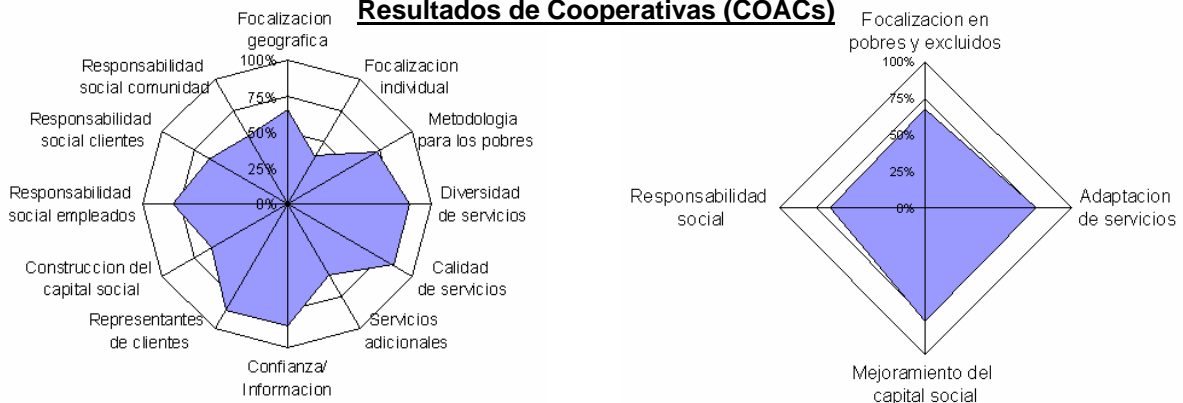 Resultados de Cooperativas (COACs)
Focalizacion
geografica
100%
75%
50%
25%
0%
Focalizacion
individual
Metodologia
para los pobres
Diversidad
de servicios
Calidad
de servicios
Servicios
adicionales
Confianza/
Informacion
Representantes
de clientes
Construccion del
capital social
Responsabilidad
social empleados
Responsabilidad
social clientes
Responsabilidad
social comunidad
Focalizacion en
pobres y excluidos
100%
75%
50%
25%
0%
Adaptacion
de servicios
Mejoramiento del
capital social
Responsabilidad
social